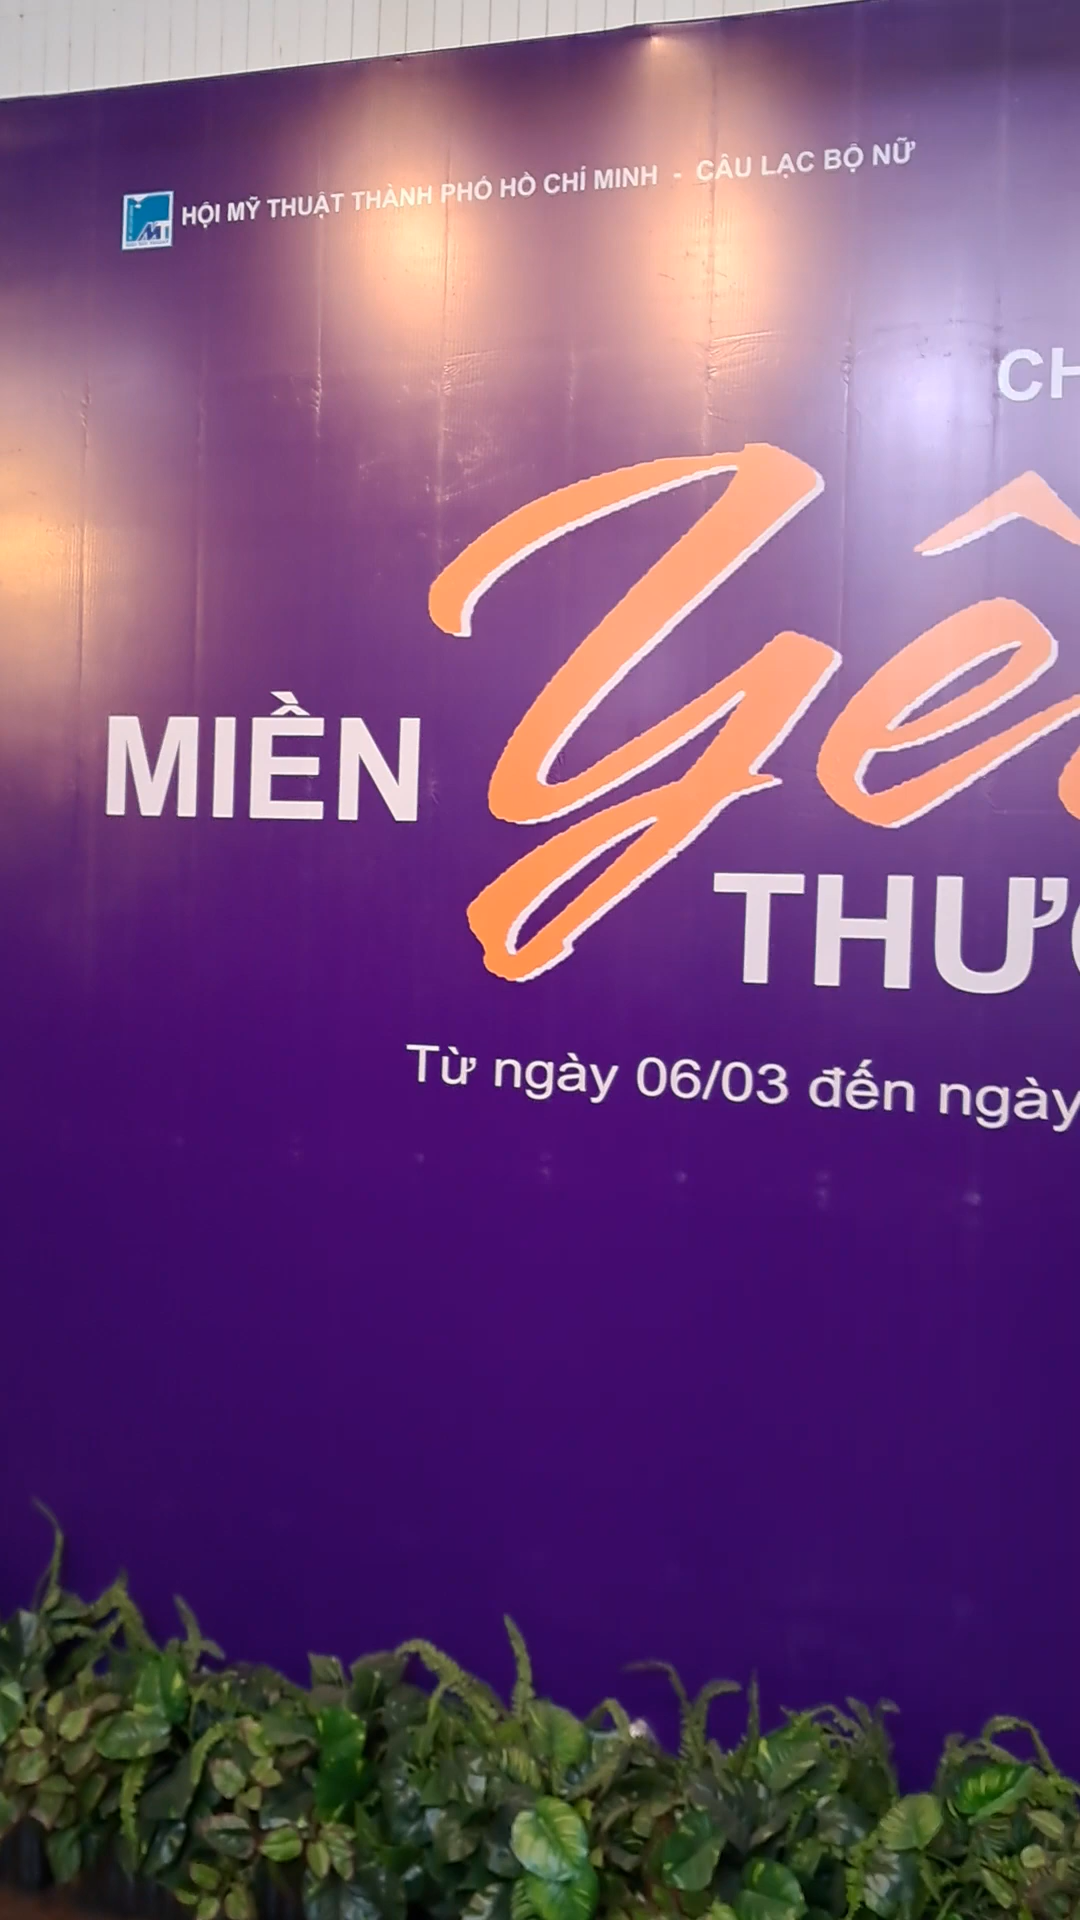 HỘI MỸ THUẬT THÀNH PHỐ HỒ CHÍ MINH - CÂU LẠC BỘ NỮ
CH
MIỀN Yê
THƯ
Từ ngày 06/03 đến ngày